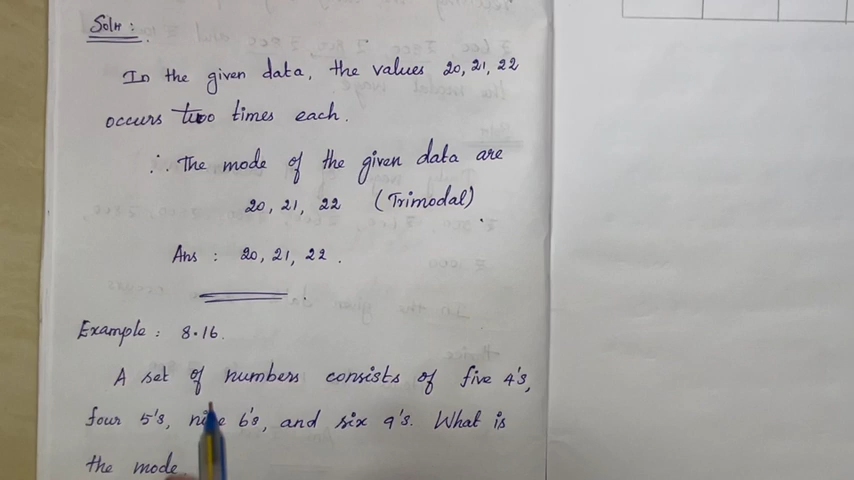 Soln :
In the given data, the values 20, 21, 22
occurs two times each.
∴ The mode of the given data are
20, 21, 22 (Trimodal)
Ans : 20, 21, 22 .
Example : 8.16.
A set of numbers consists of five 4's,
four 5's, nine 6's, and six 9's. What is
the mode